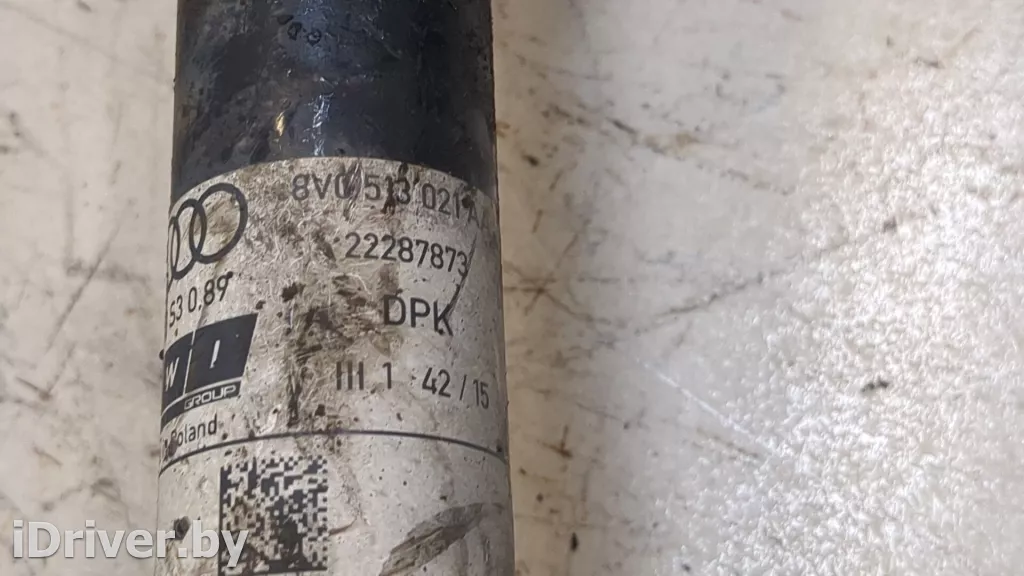 8V0 513 021 A
22287873
53 0.89
DPK
W I
GROUP
III 1 42/15
Poland
iDriver.by